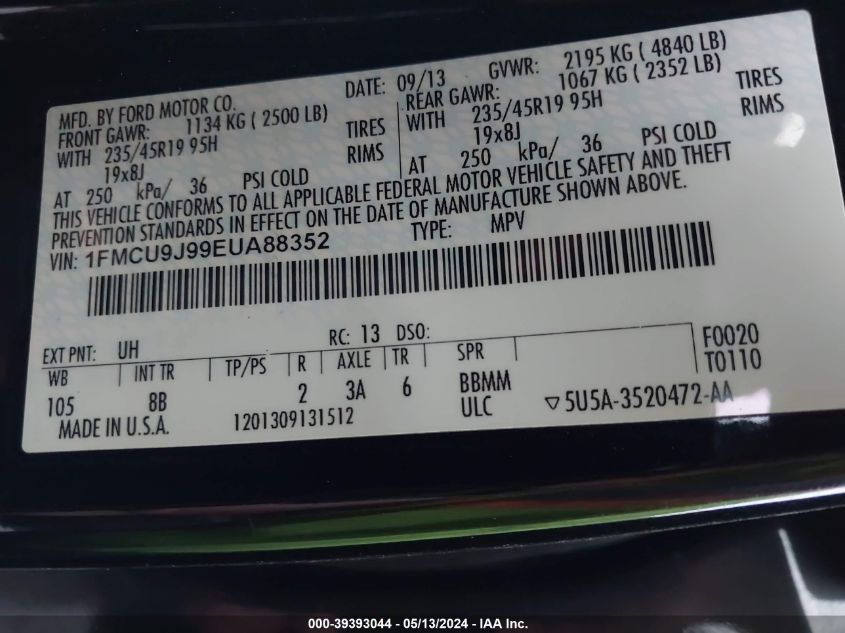 MFD. BY FORD MOTOR CO.
DATE: 09/13
GVWR: 2195 KG ( 4840 LB)
FRONT GAWR: 1134 KG ( 2500 LB)
WITH 235/45R19 95H TIRES
19x8J RIMS
AT 250 kPa/ 36 PSI COLD
REAR GAWR: 1067 KG ( 2352 LB)
WITH 235/45R19 95H TIRES
19x8J RIMS
AT 250 kPa/ 36 PSI COLD
THIS VEHICLE CONFORMS TO ALL APPLICABLE FEDERAL MOTOR VEHICLE SAFETY AND THEFT
PREVENTION STANDARDS IN EFFECT ON THE DATE OF MANUFACTURE SHOWN ABOVE.
VIN: 1FMCU9J99EUA88352 TYPE: MPV
EXT PNT: UH RC: 13 DSO:
WB INT TR TP/PS R AXLE TR SPR
105 8B 2 3A 6 BBMM
ULC
F0020
T0110
MADE IN U.S.A. 1201309131512
▽5U5A-3520472-AA
000-39393044 - 05/13/2024 - IAA Inc.